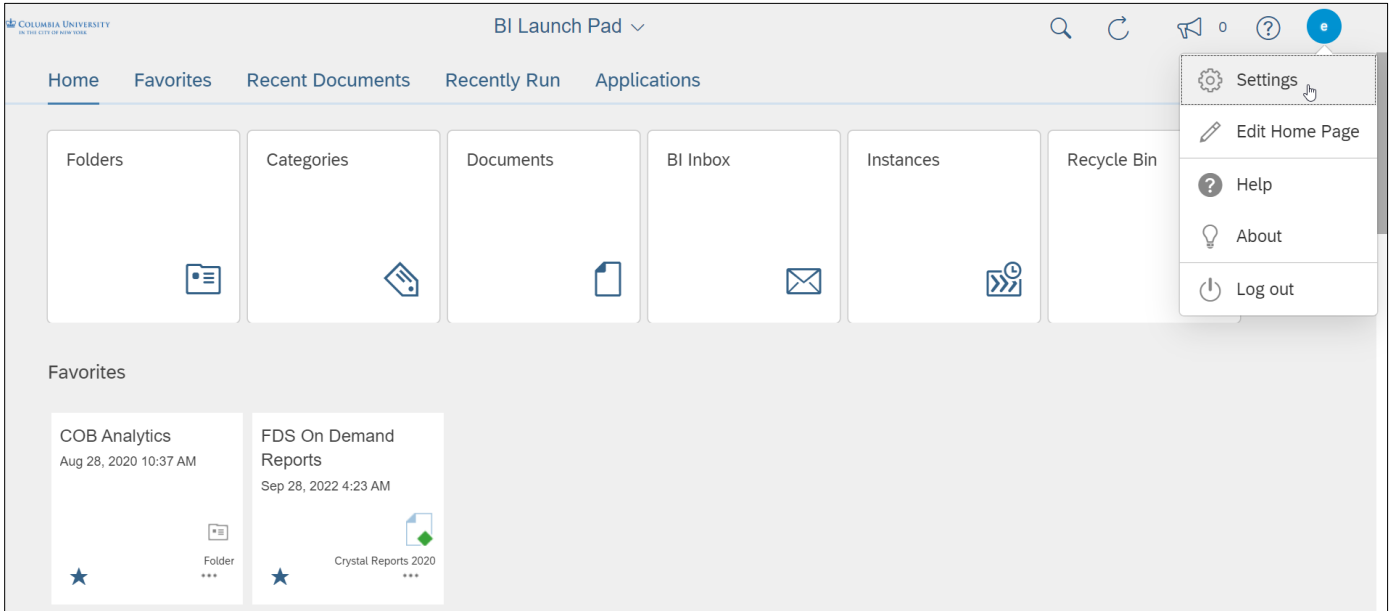 COLUMBIA UNIVERSITY
IN THE CITY OF NEW YORK
BI Launch Pad
0
?
e
Home
Favorites
Recent Documents
Recently Run
Applications
Settings
Edit Home Page
?
Help
About
Log out
Folders
Categories
Documents
BI Inbox
Instances
Recycle Bin
Favorites
COB Analytics
Aug 28, 2020 10:37 AM
Folder
FDS On Demand
Reports
Sep 28, 2022 4:23 AM
Crystal Reports 2020